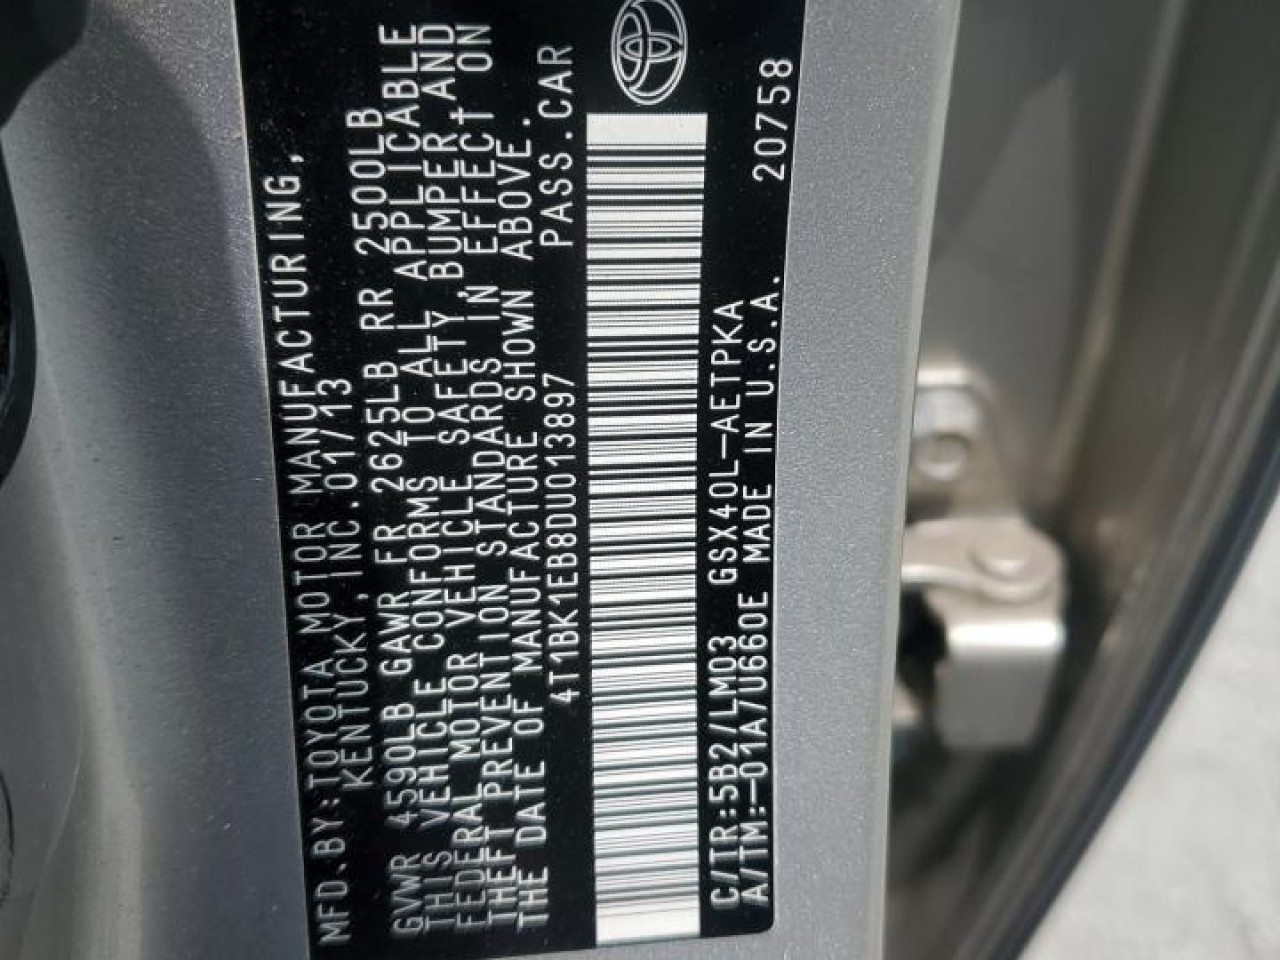 MFD.BY:TOYOTA MOTOR MANUFACTURING,
KENTUCKY,INC.01/13
GVWR 4590LB GAWR FR 2625LB RR 2500LB
THIS VEHICLE CONFORMS TO ALL APPLICABLE
FEDERAL MOTOR VEHICLE SAFETY,BUMPER,AND
THEFT PREVENTION STANDARDS IN EFFECT ON
THE DATE OF MANUFACTURE SHOWN ABOVE.
4T1BK1EB8DU013897 PASS.CAR
C/TR:5B2/LM03 GSX40L-AETPKA 20758
A/TM:-01A/U660E MADE IN U.S.A.